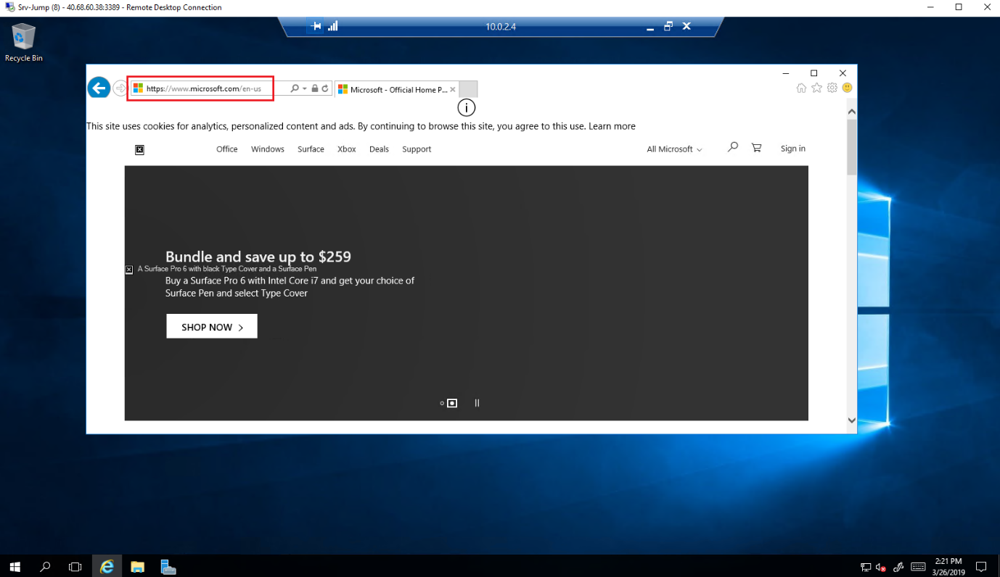 Srv-Jump (8) - 40.68.60.38:3389 - Remote Desktop Connection
10.0.2.4
Recycle Bin
https://www.microsoft.com/en-us
Microsoft - Official Home P...
This site uses cookies for analytics, personalized content and ads. By continuing to browse this site, you agree to this use. Learn more
Office Windows Surface Xbox Deals Support All Microsoft Sign in
Bundle and save up to $259
A Surface Pro 6 with black Type Cover and a Surface Pen
Buy a Surface Pro 6 with Intel Core i7 and get your choice of
Surface Pen and select Type Cover
SHOP NOW
2:21 PM
3/26/2019